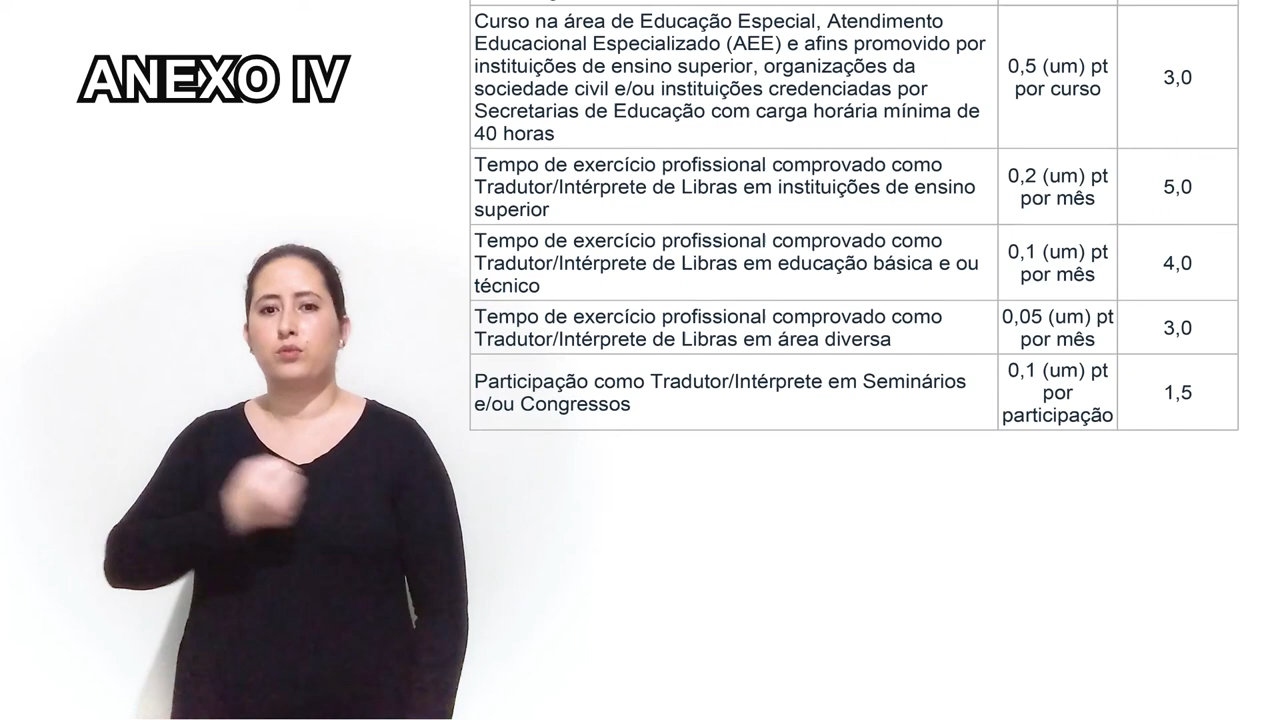 ANEXO IV
Curso na área de Educação Especial, Atendimento
Educacional Especializado (AEE) e afins promovido por
instituições de ensino superior, organizações da
sociedade civil e/ou instituições credenciadas por
Secretarias de Educação com carga horária mínima de
40 horas
0,5 (um) pt
por curso
3,0
Tempo de exercício profissional comprovado como
Tradutor/Intérprete de Libras em instituições de ensino
superior
0,2 (um) pt
por mês
5,0
Tempo de exercício profissional comprovado como
Tradutor/Intérprete de Libras em educação básica e ou
técnico
0,1 (um) pt
por mês
4,0
Tempo de exercício profissional comprovado como
Tradutor/Intérprete de Libras em área diversa
0,05 (um) pt
por mês
3,0
Participação como Tradutor/Intérprete em Seminários
e/ou Congressos
0,1 (um) pt
por
participação
1,5